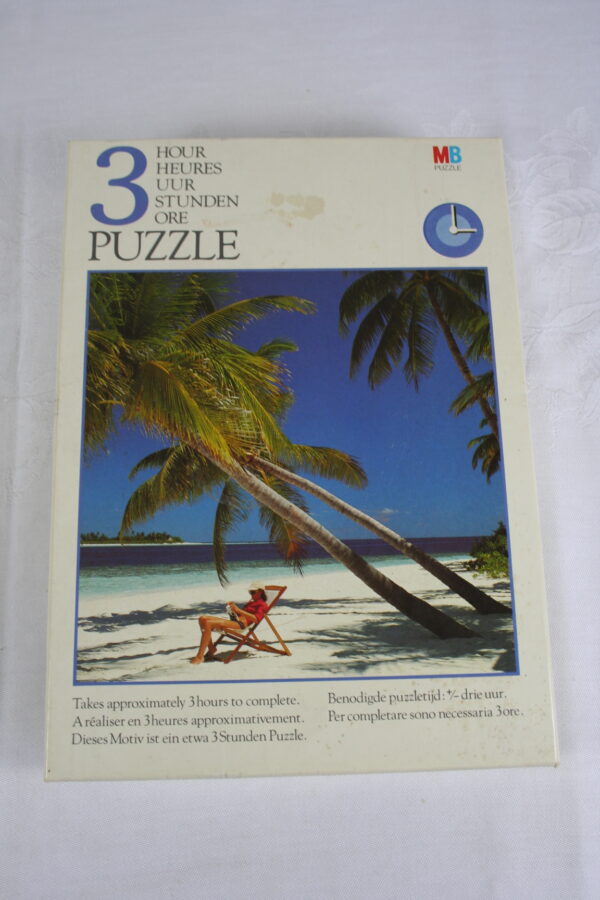 3 HOUR
HEURES
UUR
STUNDEN
ORE
PUZZLE
MB
PUZZLE
Takes approximately 3 hours to complete.
A réaliser en 3 heures approximativement.
Dieses Motiv ist ein etwa 3 Stunden Puzzle.
Benodigde puzzletijd: +/- drie uur.
Per completare sono necessaria 3 ore.